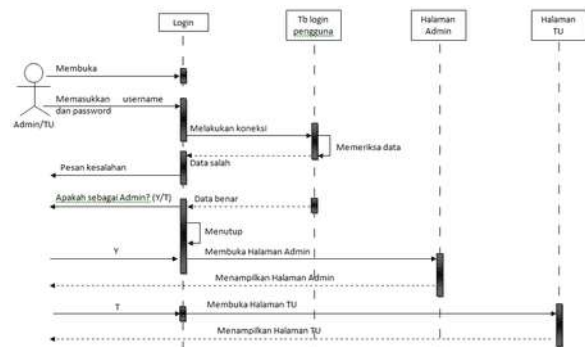 Login
Tb login
pengguna
Halaman
Admin
Halaman
TU
Membuka
Memasukkan username
dan password
Admin/TU
Melakukan koneksi
Memeriksa data
Data salah
Pesan kesalahan
Apakah sebagai Admin? (Y/T)
Data benar
Menutup
Y
Membuka Halaman Admin
Menampilkan Halaman Admin
T
Membuka Halaman TU
Menampilkan Halaman TU